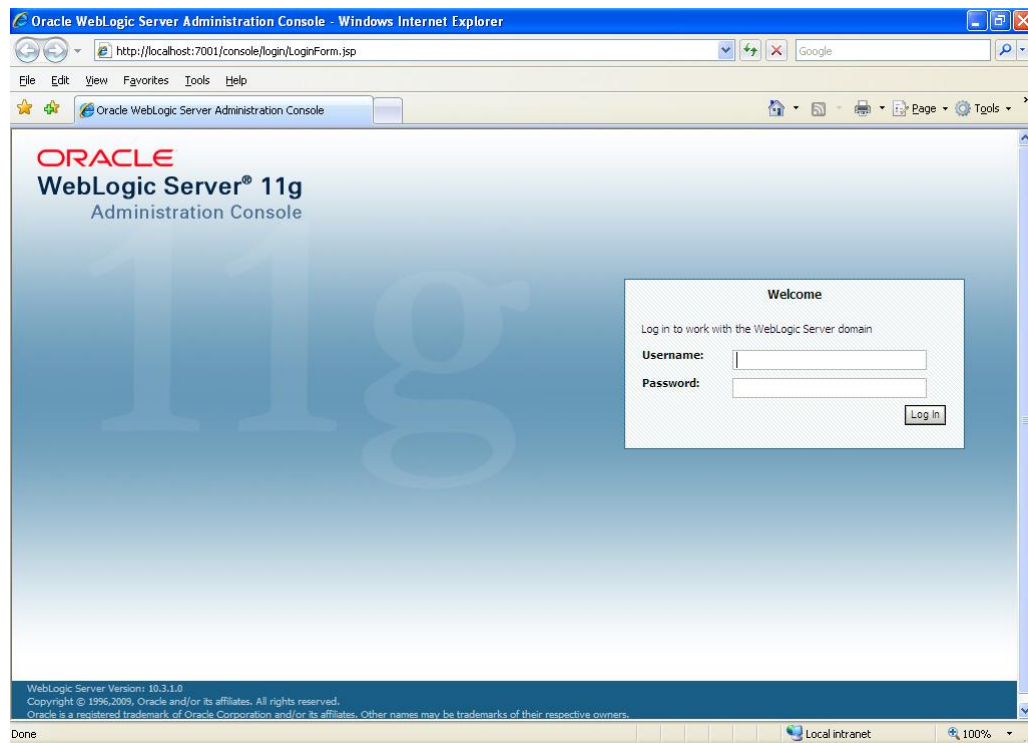 Oracle WebLogic Server Administration Console - Windows Internet Explorer
http://localhost:7001/console/login/LoginForm.jsp
Google
File Edit View Favorites Tools Help
Oracle WebLogic Server Administration Console
Page Tools
ORACLE
WebLogic Server® 11g
Administration Console
11g
Welcome
Log in to work with the WebLogic Server domain
Username:
Password:
Log In
WebLogic Server Version: 10.3.1.0
Copyright © 1996,2009, Oracle and/or its affiliates. All rights reserved.
Oracle is a registered trademark of Oracle Corporation and/or its affiliates. Other names may be trademarks of their respective owners.
Done
Local intranet
100%